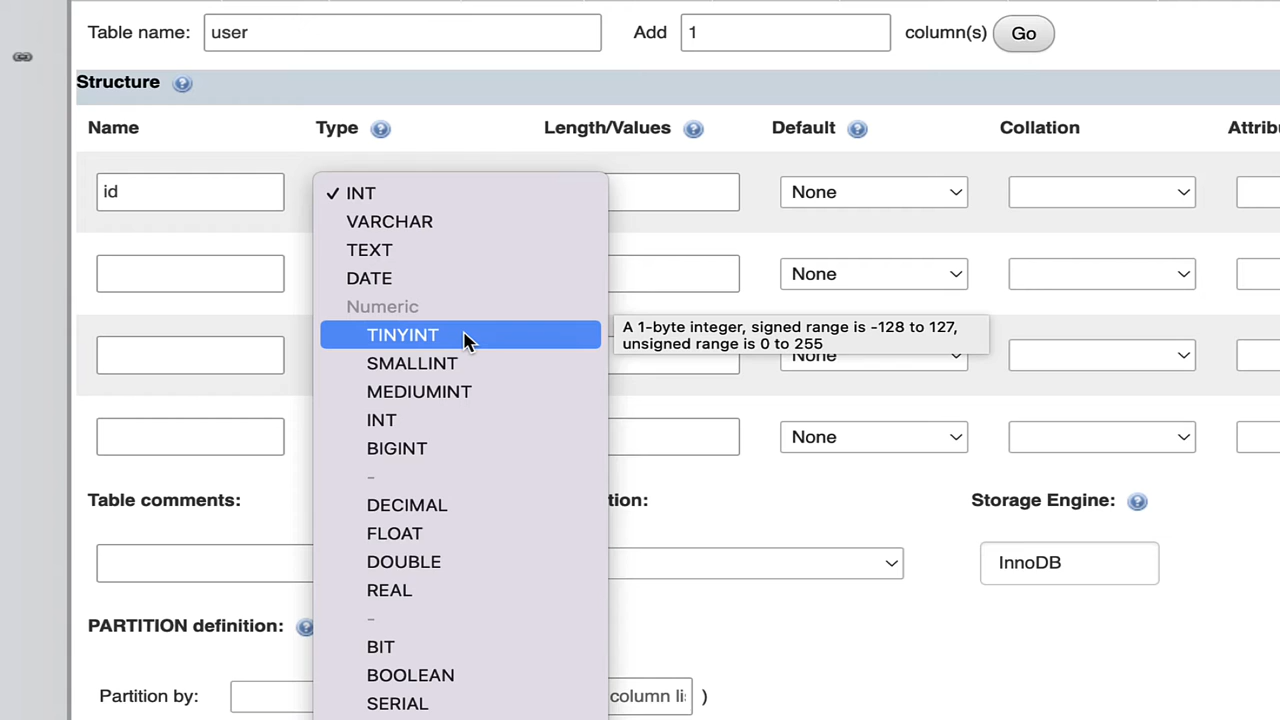 Table name: user Add 1 column(s) Go
Structure
Name Type Length/Values Default Collation
id None
✓ INT
VARCHAR
TEXT
DATE
None
Numeric
TINYINT
A 1-byte integer, signed range is -128 to 127,
unsigned range is 0 to 255
None
SMALLINT
MEDIUMINT
INT
BIGINT
None
-
DECIMAL
FLOAT
DOUBLE
REAL
-
BIT
BOOLEAN
SERIAL
Table comments: Storage Engine:
InnoDB
PARTITION definition:
Partition by: )